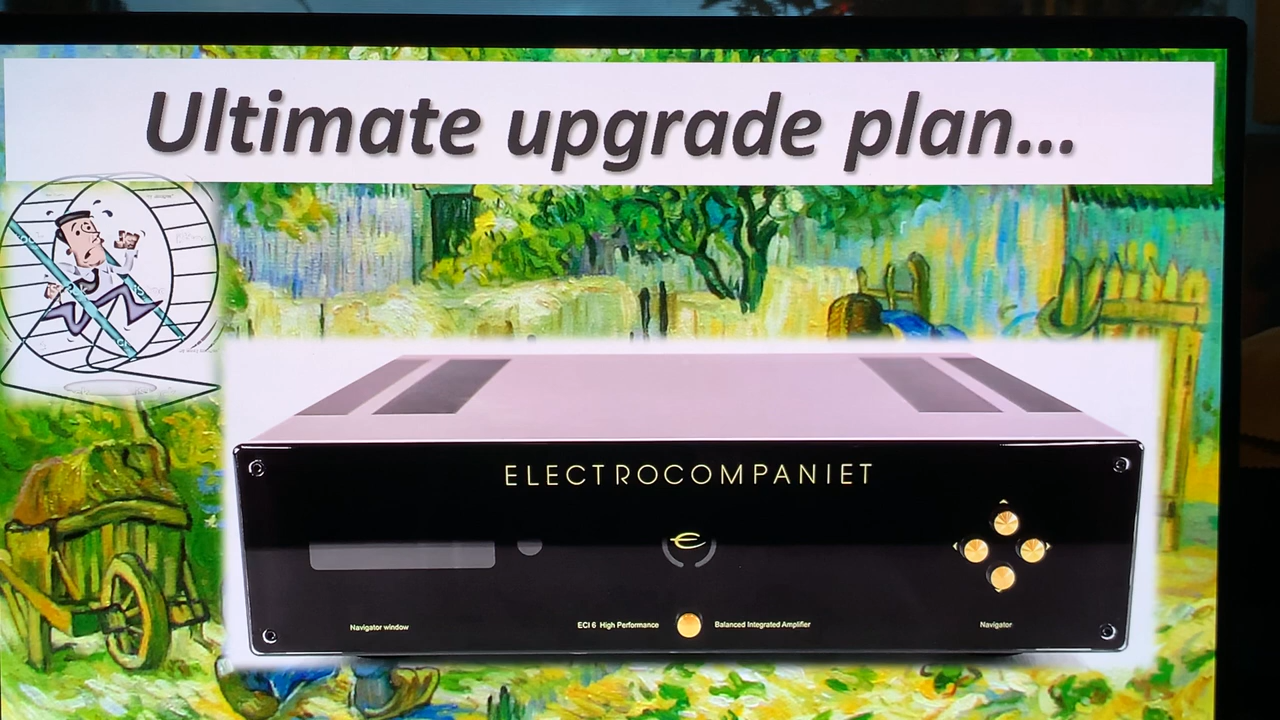 Ultimate upgrade plan...
ELECTROCOMPANIET
Navigator window
ECI 6 High Performance
Balanced Integrated Amplifier
Navigator